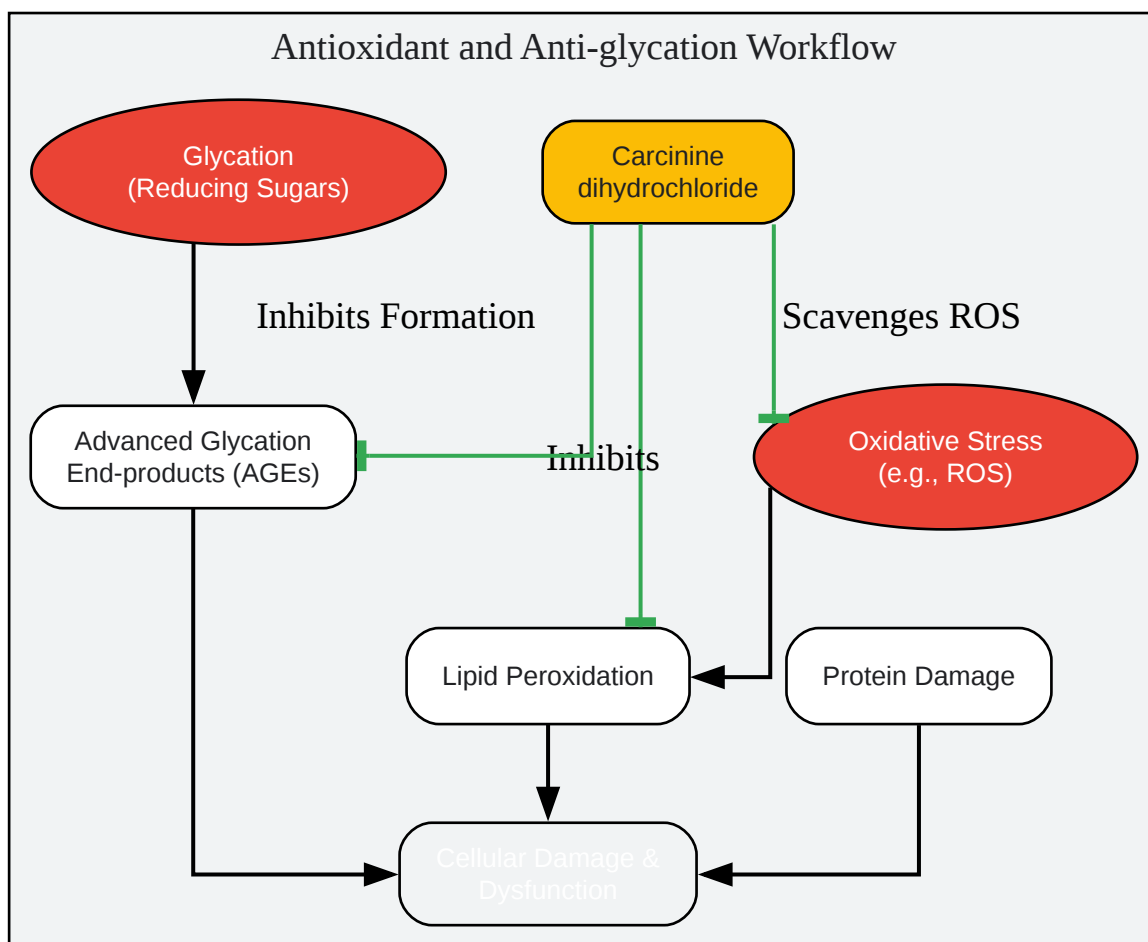 Antioxidant and Anti-glycation Workflow
Glycation
(Reducing Sugars)
Carcinine
dihydrochloride
Inhibits Formation
Scavenges ROS
Advanced Glycation
End-products (AGEs)
Inhibits
Oxidative Stress
(e.g., ROS)
Lipid Peroxidation
Protein Damage
Cellular Damage &
Dysfunction